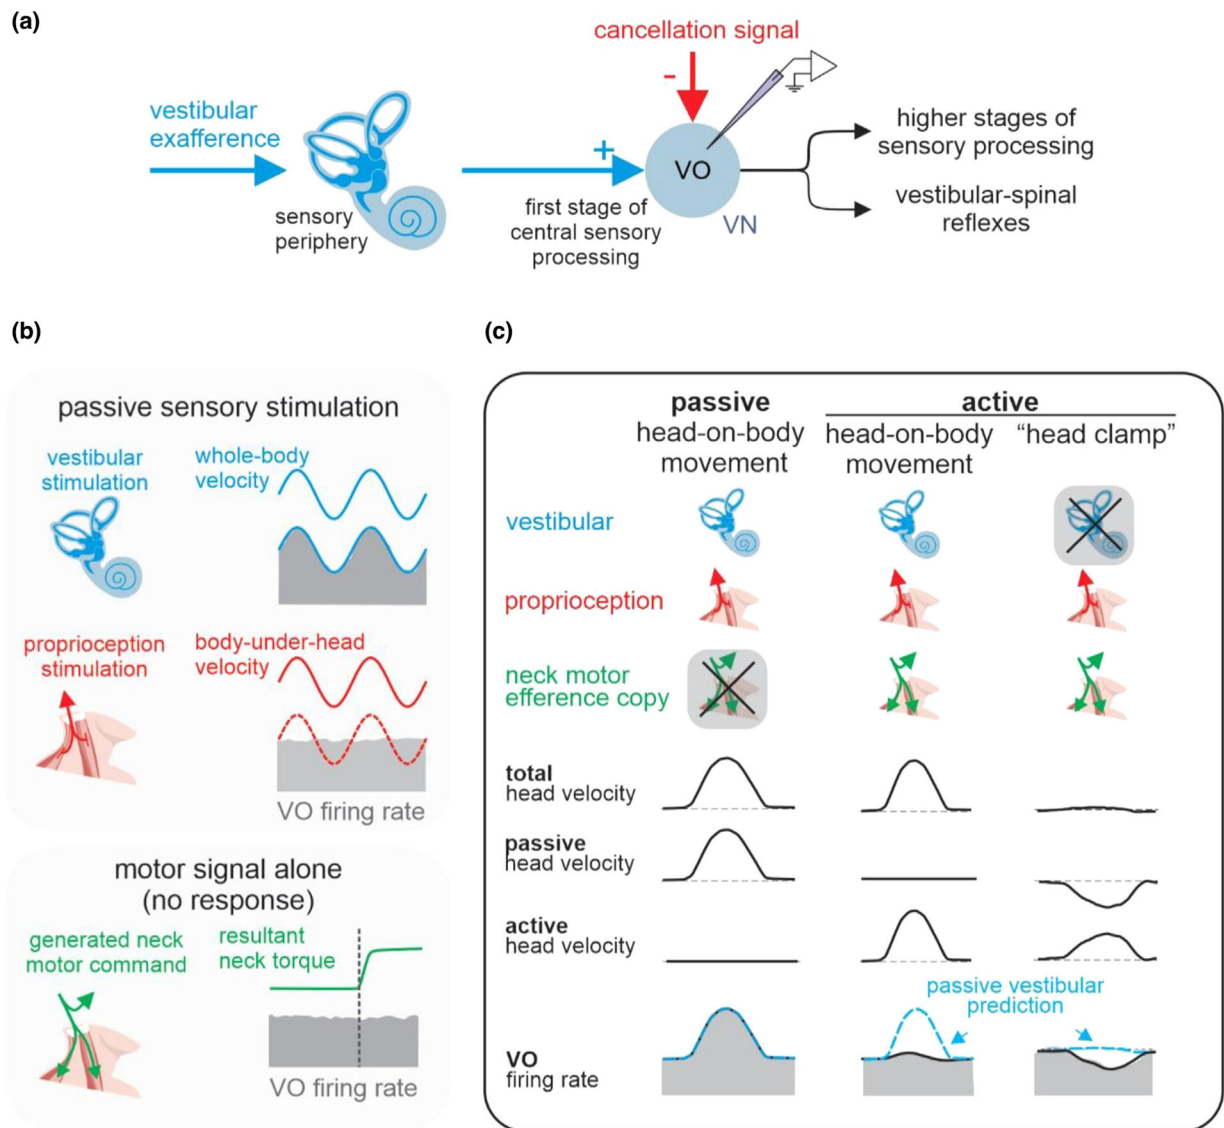 (a)
cancellation signal
vestibular
exafference
-
+
VO
higher stages of
sensory processing
sensory
periphery
first stage of
central sensory
processing
VN
vestibular-spinal
reflexes
(b)
passive sensory stimulation
vestibular
stimulation
whole-body
velocity
proprioception
stimulation
body-under-head
velocity
VO firing rate
motor signal alone
(no response)
generated neck
motor command
resultant
neck torque
VO firing rate
(c)
passive
head-on-body
movement
active
head-on-body
movement
“head clamp”
vestibular
proprioception
neck motor
efference copy
total
head velocity
passive
head velocity
active
head velocity
passive vestibular
prediction
VO
firing rate